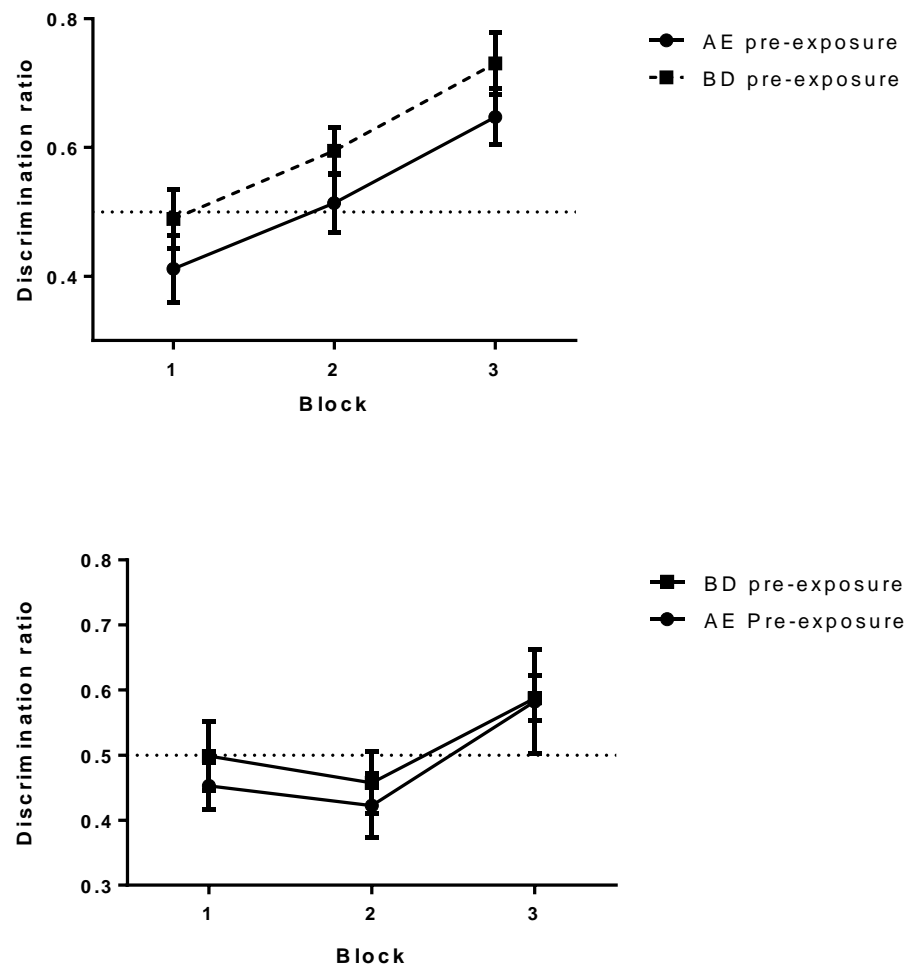 Discrimination ratio
0.8
0.6
0.4
1
2
3
Block
AE pre-exposure
BD pre-exposure
Discrimination ratio
0.8
0.7
0.6
0.5
0.4
0.3
1
2
3
Block
BD pre-exposure
AE Pre-exposure